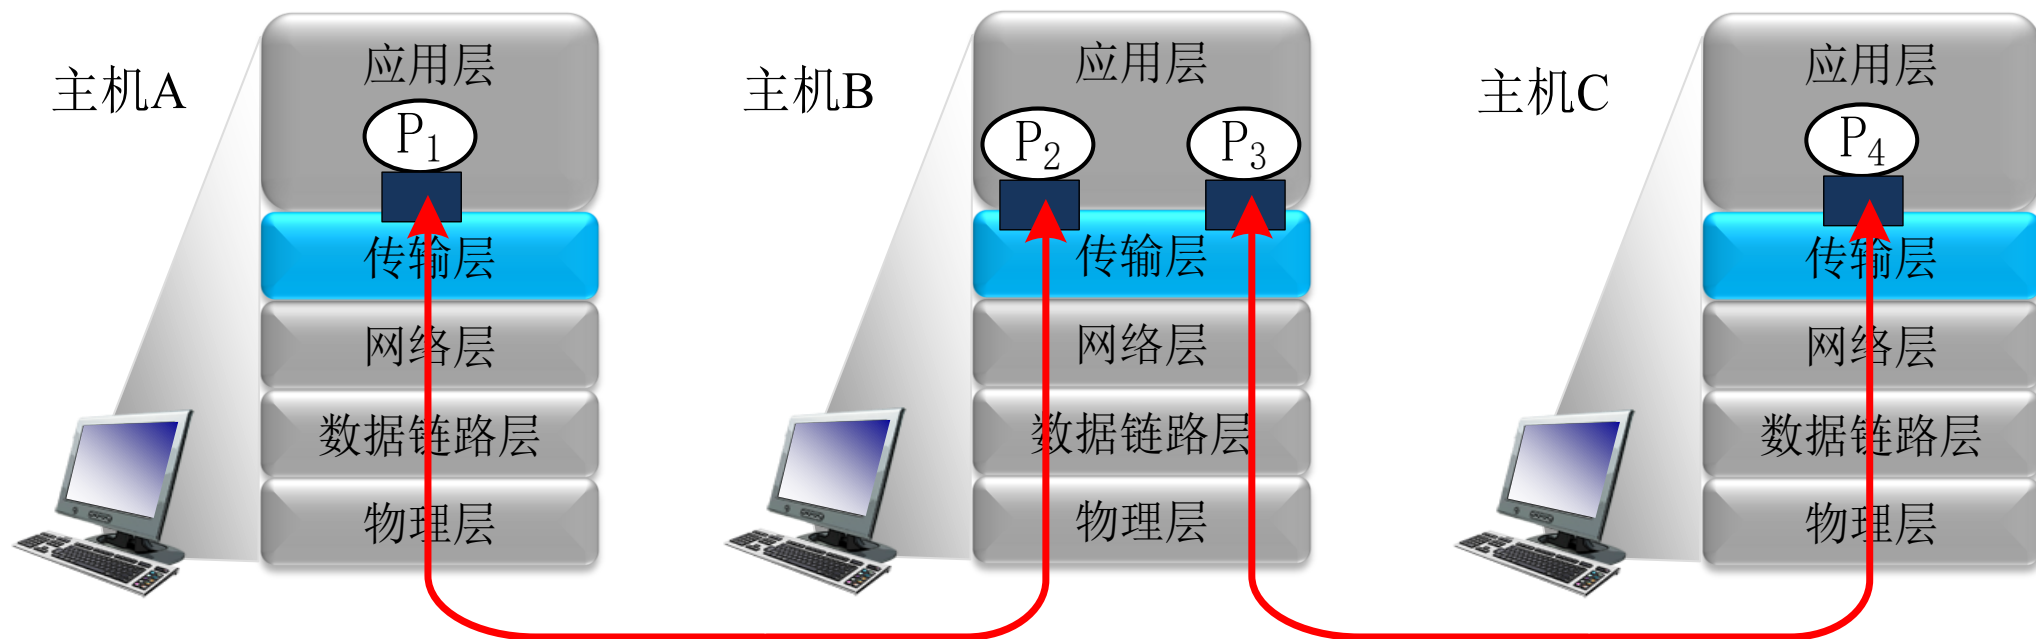 主机A
应用层
P₁
传输层
网络层
数据链路层
物理层
主机B
应用层
P₂
P₃
传输层
网络层
数据链路层
物理层
主机C
应用层
P₄
传输层
网络层
数据链路层
物理层